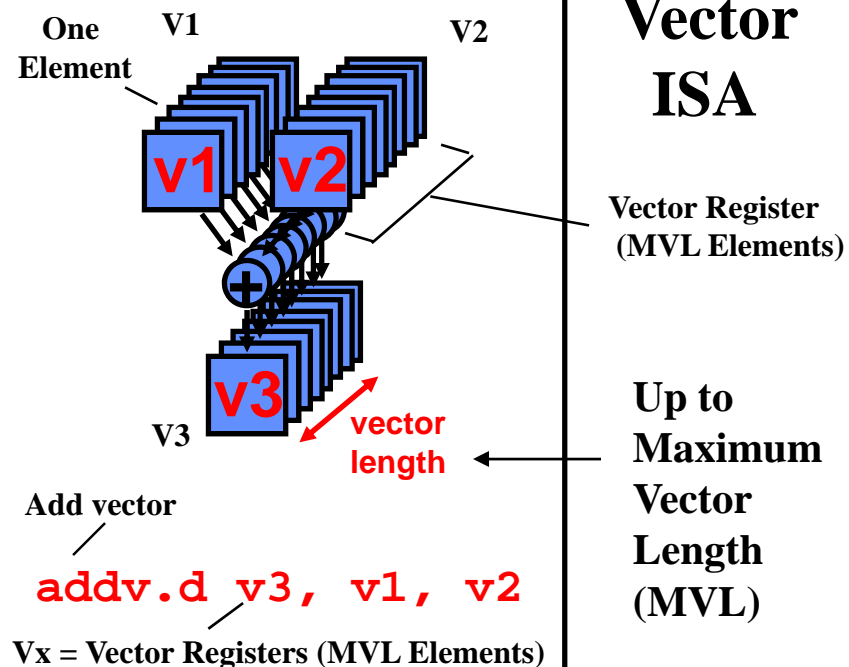 One
Element
V1
V2
v1
v2
+
v3
V3
vector
length
Add vector
addv.d v3, v1, v2
Vx = Vector Registers (MVL Elements)
Vector
ISA
Vector Register
(MVL Elements)
Up to
Maximum
Vector
Length
(MVL)